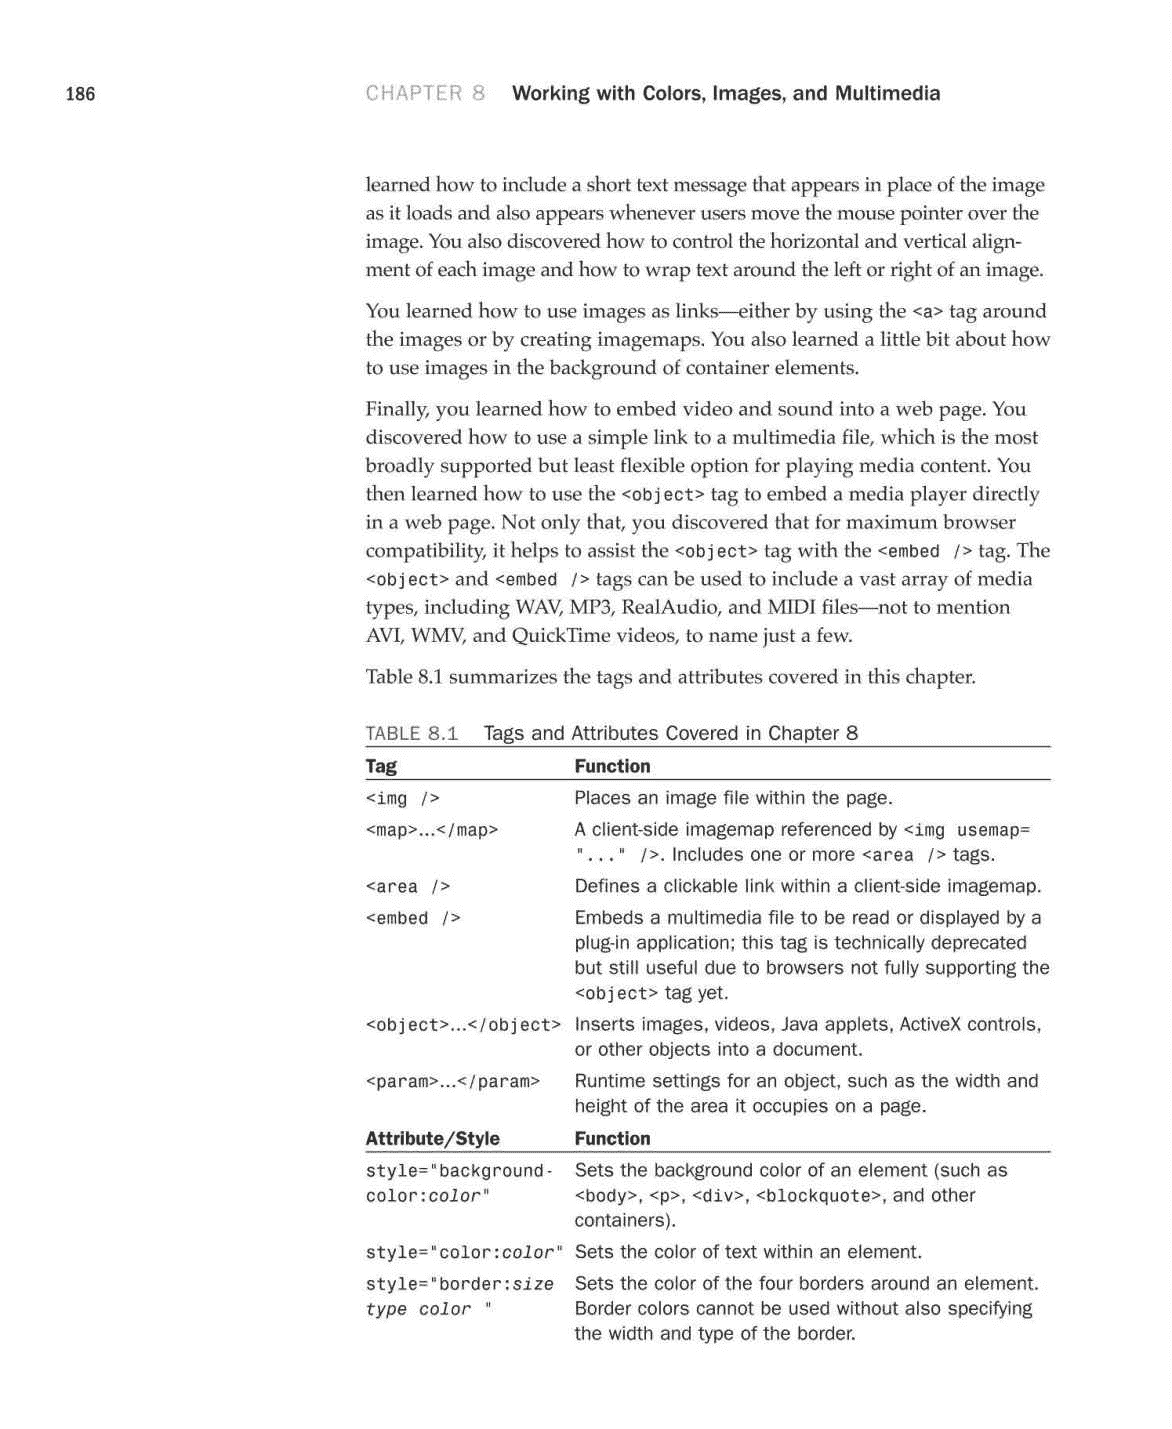 186
CHAPTER 8 Working with Colors, Images, and Multimedia
learned how to include a short text message that appears in place of the image
as it loads and also appears whenever users move the mouse pointer over the
image. You also discovered how to control the horizontal and vertical align-
ment of each image and how to wrap text around the left or right of an image.
You learned how to use images as links—either by using the <a> tag around
the images or by creating imagemaps. You also learned a little bit about how
to use images in the background of container elements.
Finally, you learned how to embed video and sound into a web page. You
discovered how to use a simple link to a multimedia file, which is the most
broadly supported but least flexible option for playing media content. You
then learned how to use the <object> tag to embed a media player directly
in a web page. Not only that, you discovered that for maximum browser
compatibility, it helps to assist the <object> tag with the <embed /> tag. The
<object> and <embed /> tags can be used to include a vast array of media
types, including WAV, MP3, RealAudio, and MIDI files—not to mention
AVI, WMV, and QuickTime videos, to name just a few.
Table 8.1 summarizes the tags and attributes covered in this chapter.
TABLE 8.1 Tags and Attributes Covered in Chapter 8
Tag Function
<img /> Places an image file within the page.
<map>...</map> A client-side imagemap referenced by <img usemap=
"..." />. Includes one or more <area /> tags.
<area /> Defines a clickable link within a client-side imagemap.
<embed /> Embeds a multimedia file to be read or displayed by a
plug-in application; this tag is technically deprecated
but still useful due to browsers not fully supporting the
<object> tag yet.
<object>...</object> Inserts images, videos, Java applets, ActiveX controls,
or other objects into a document.
<param>...</param> Runtime settings for an object, such as the width and
height of the area it occupies on a page.
Attribute/Style Function
style="background- Sets the background color of an element (such as
color:color" <body>, <p>, <div>, <blockquote>, and other
containers).
style="color:color" Sets the color of text within an element.
style="border:size Sets the color of the four borders around an element.
type color " Border colors cannot be used without also specifying
the width and type of the border.